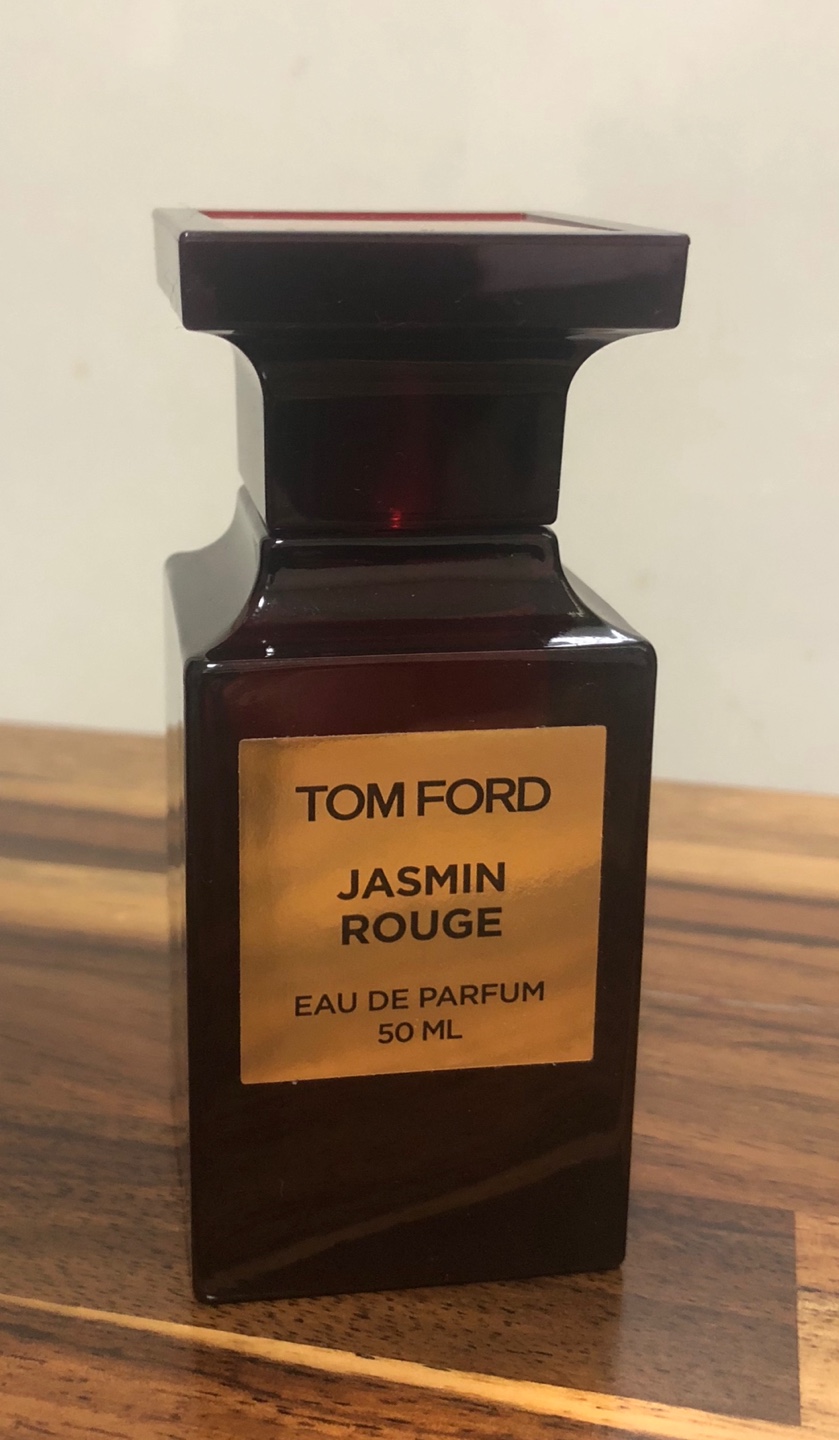 TOM FORD
JASMIN
ROUGE
EAU DE PARFUM
50 ML